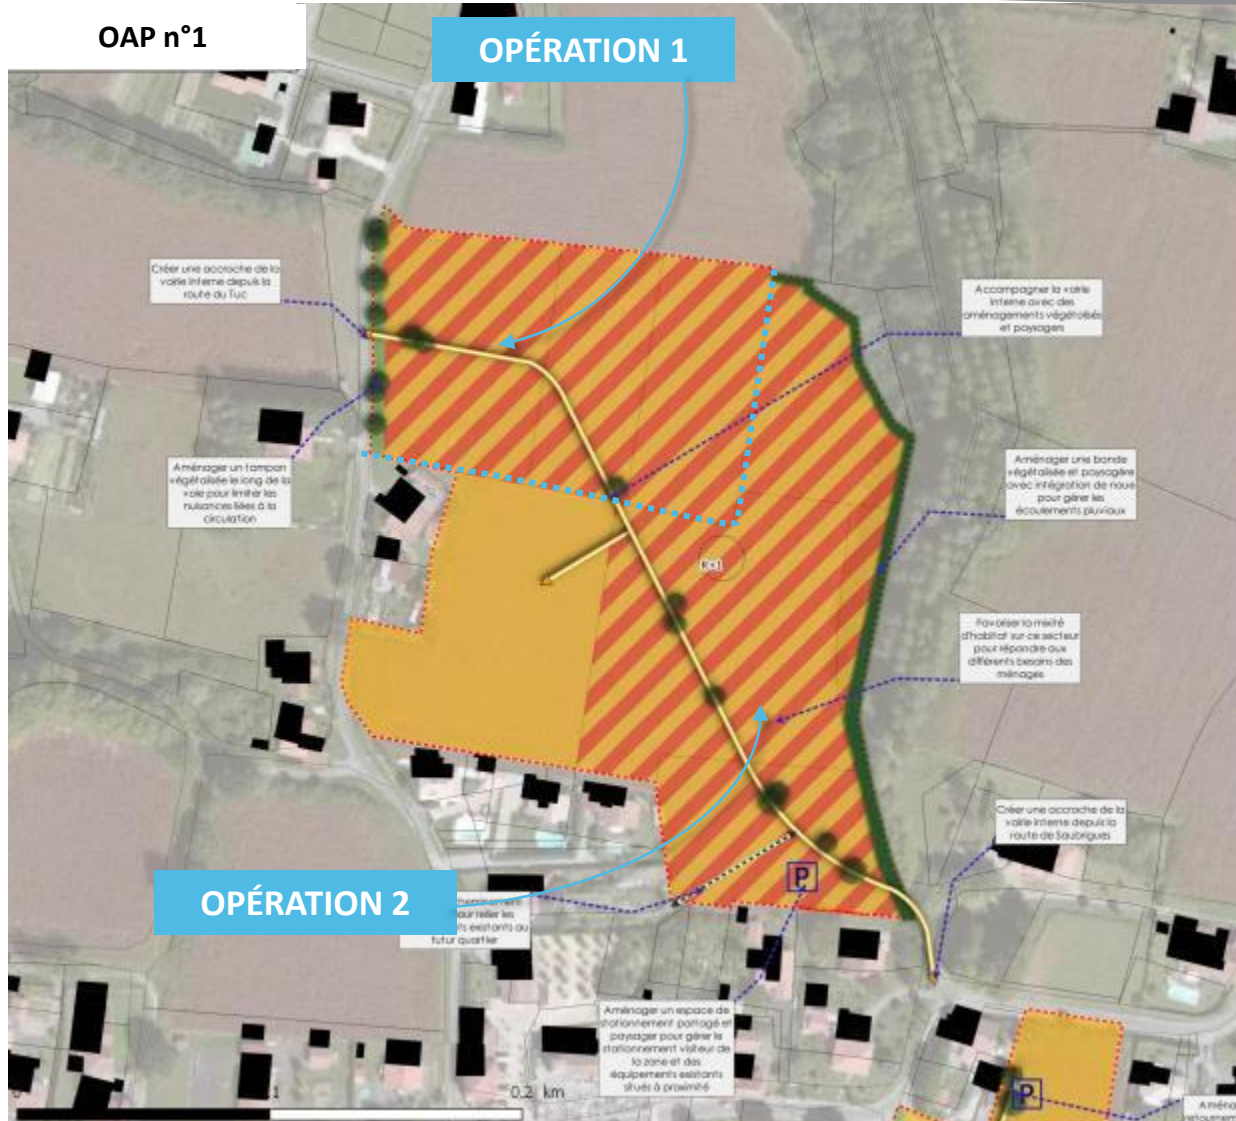 OAP n°1
OPÉRATION 1
Créer une accroche de la
voirie interne depuis la
route du Tuc
Accompagner la voirie
interne avec des
aménagements végétalisés
et paysagers
Aménager un tampon
végétalisée le long de la
voie pour limiter les
nuisances liées à la
circulation
Aménager une bande
végétalisée et paysagère
avec intégration de noue
pour gérer les
écoulements pluviaux
R+1
Favoriser la mixité
d'habitat sur ce secteur
pour répondre aux
différents besoins des
ménages
Créer une accroche de la
voirie interne depuis la
route de Saubrigues
P
OPÉRATION 2
pour relier les
ts existants au
futur quartier
Aménager un espace de
stationnement partagé et
paysager pour gérer le
stationnement visiteur de
la zone et des
équipements existants
situés à proximité
0.2 km
P
Aména
retournem